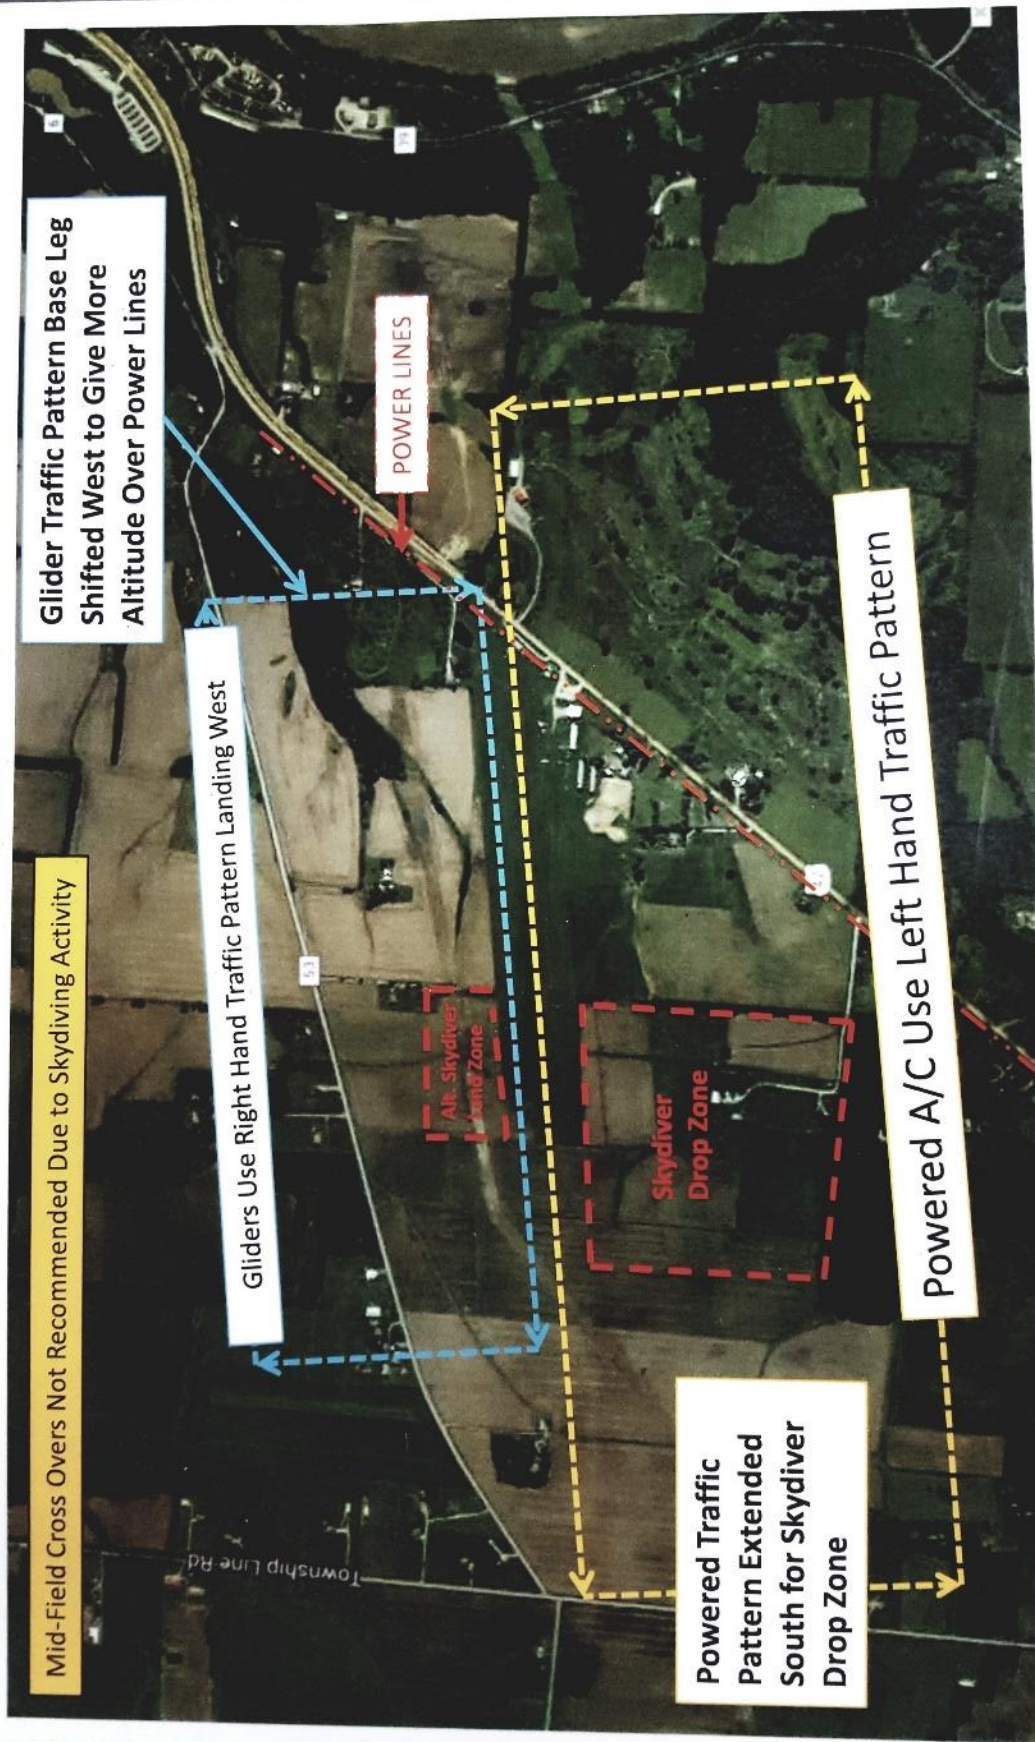 Mid-Field Cross Overs Not Recommended Due to Skydiving Activity
Glider Traffic Pattern Base Leg
Shifted West to Give More
Altitude Over Power Lines
Gliders Use Right Hand Traffic Pattern Landing West
POWER LINES
53
6
Township Line Rd
Alt. Skydiver
Land Zone
Skydiver
Drop Zone
Powered Traffic
Pattern Extended
South for Skydiver
Drop Zone
Powered A/C Use Left Hand Traffic Pattern